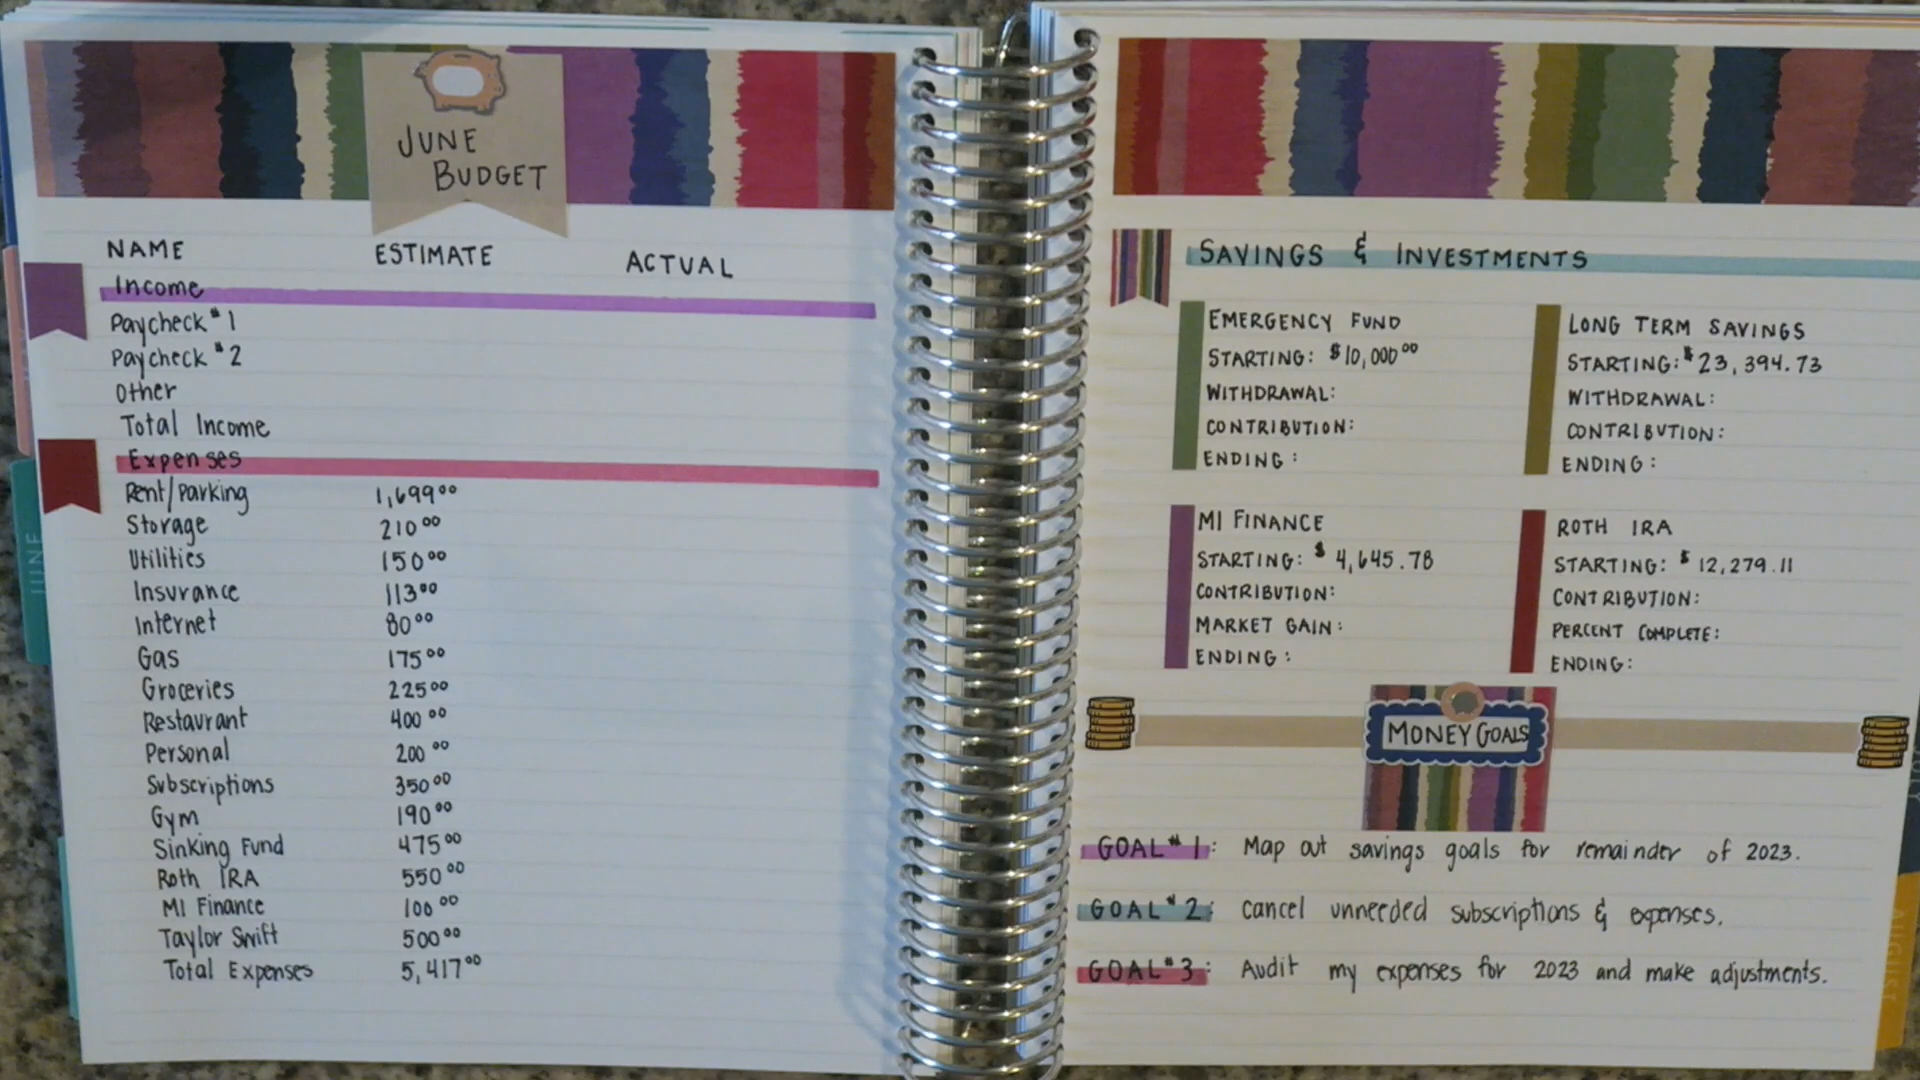 JUNE
BUDGET
NAME ESTIMATE ACTUAL
Income
Paycheck #1
Paycheck #2
Other
Total Income
Expenses
Rent/Parking 1,699.00
Storage 210.00
Utilities 150.00
Insurance 113.00
Internet 80.00
Gas 175.00
Groceries 225.00
Restaurant 400.00
Personal 200.00
Subscriptions 350.00
Gym 190.00
Sinking Fund 475.00
Roth IRA 550.00
M1 Finance 100.00
Taylor Swift 500.00
Total Expenses 5,417.00
JUNE
SAVINGS & INVESTMENTS
EMERGENCY FUND
STARTING: $10,000.00
WITHDRAWAL:
CONTRIBUTION:
ENDING:
LONG TERM SAVINGS
STARTING: $23,394.73
WITHDRAWAL:
CONTRIBUTION:
ENDING:
M1 FINANCE
STARTING: $4,645.78
CONTRIBUTION:
MARKET GAIN:
ENDING:
ROTH IRA
STARTING: $12,279.11
CONTRIBUTION:
PERCENT COMPLETE:
ENDING:
MONEY GOALS
GOAL #1: Map out savings goals for remainder of 2023.
GOAL #2: Cancel unneeded subscriptions & expenses.
GOAL #3: Audit my expenses for 2023 and make adjustments.
AUGUST